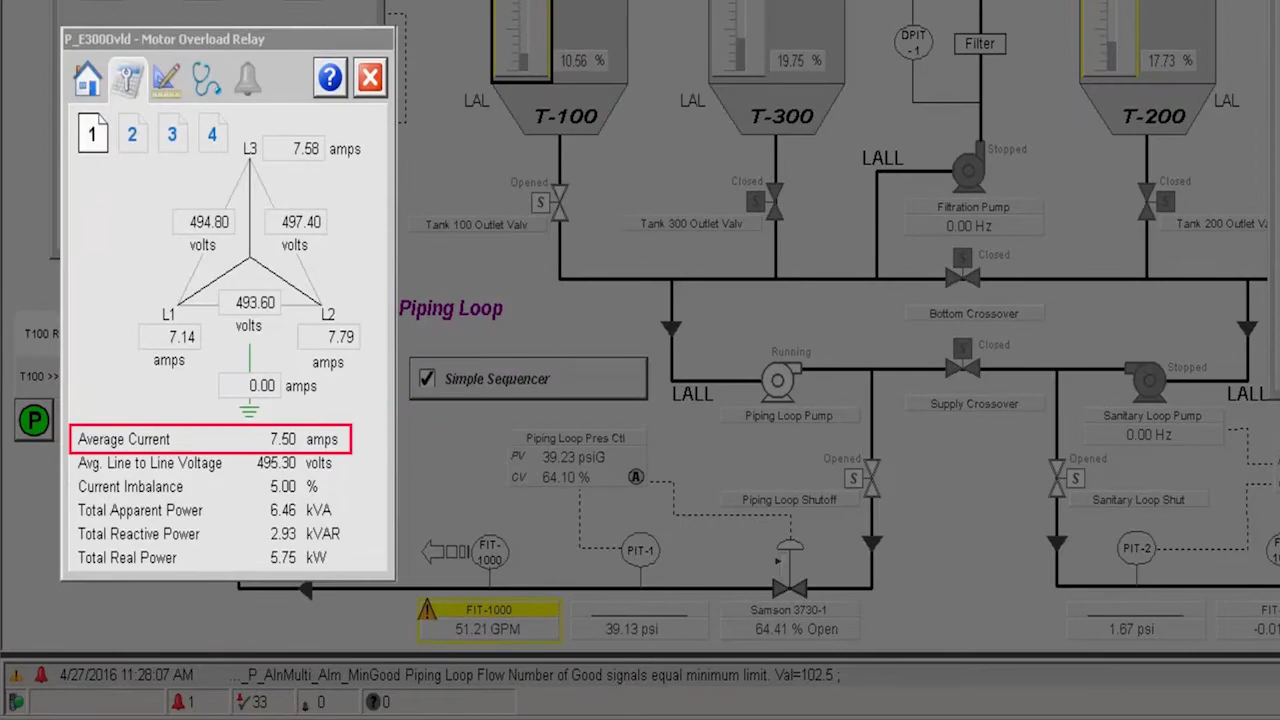 P_E300Ovld - Motor Overload Relay
1
2
3
4
L3
7.58 amps
494.80
volts
497.40
volts
493.60
volts
L1
7.14
amps
L2
7.79
amps
0.00 amps
Average Current 7.50 amps
Avg. Line to Line Voltage 495.30 volts
Current Imbalance 5.00 %
Total Apparent Power 6.46 kVA
Total Reactive Power 2.93 kVAR
Total Real Power 5.75 kW
T100 >>
P
10.56 %
LAL
T-100
Opened
S
Tank 100 Outlet Valv
19.75 %
LAL
T-300
Closed
S
Tank 300 Outlet Valv
DPIT
-1
Filter
LALL
Stopped
Filtration Pump
0.00 Hz
17.73 %
LAL
T-200
Closed
S
Tank 200 Outlet Valv
S
Closed
Bottom Crossover
Piping Loop
Simple Sequencer
Running
LALL
Piping Loop Pump
S
Closed
Supply Crossover
Stopped
LALL
Sanitary Loop Pump
0.00 Hz
Piping Loop Pres Ctl
PV 39.23 psiG
CV 64.10 %
A
Opened
S
Piping Loop Shutoff
Opened
S
Sanitary Loop Shut
FIT-
1000
PIT-1
PIT-2
FIT-1000
51.21 GPM
39.13 psi
Samson 3730-1
64.41 % Open
1.67 psi
-0.01
4/27/2016 11:28:07 AM ..._P_AInMulti_Alm_MinGood Piping Loop Flow Number of Good signals equal minimum limit. Val=102.5 ;
1
33
0
0